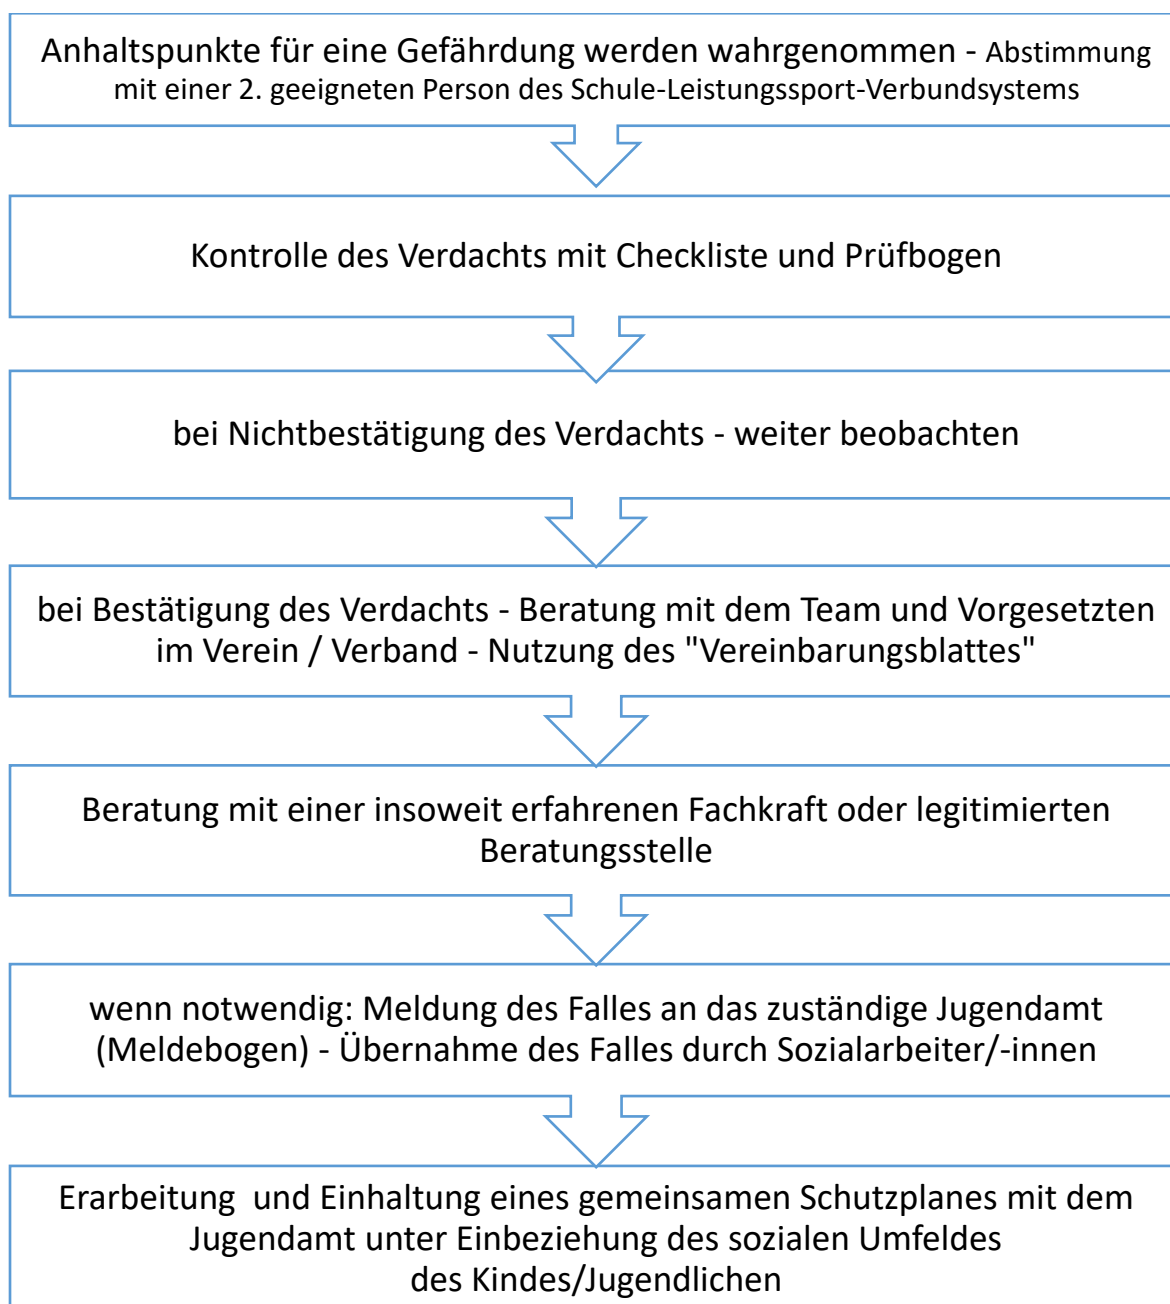 Anhaltspunkte für eine Gefährdung werden wahrgenommen - Abstimmung
mit einer 2. geeigneten Person des Schule-Leistungssport-Verbundsystems
Kontrolle des Verdachts mit Checkliste und Prüfbogen
bei Nichtbestätigung des Verdachts - weiter beobachten
bei Bestätigung des Verdachts - Beratung mit dem Team und Vorgesetzten
im Verein / Verband - Nutzung des "Vereinbarungsblattes"
Beratung mit einer insoweit erfahrenen Fachkraft oder legitimierten
Beratungsstelle
wenn notwendig: Meldung des Falles an das zuständige Jugendamt
(Meldebogen) - Übernahme des Falles durch Sozialarbeiter/-innen
Erarbeitung  und Einhaltung eines gemeinsamen Schutzplanes mit dem
Jugendamt unter Einbeziehung des sozialen Umfeldes
des Kindes/Jugendlichen